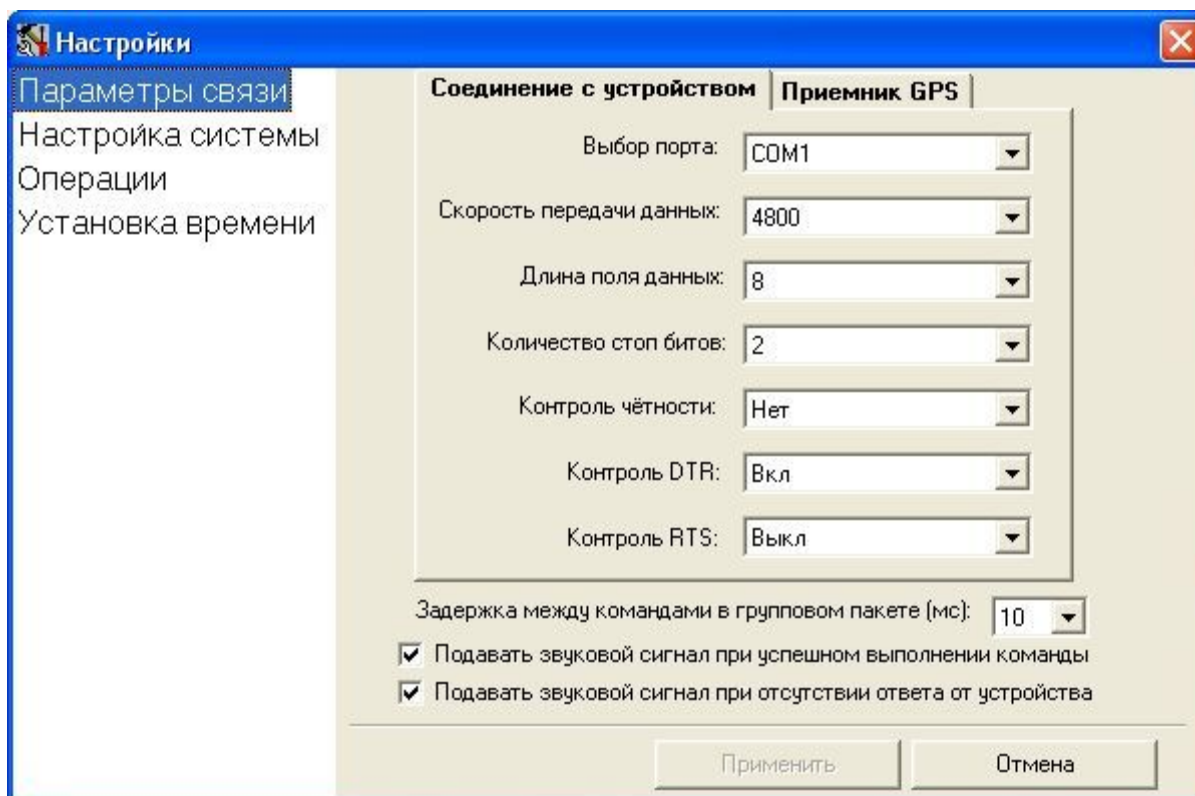 Настройки
Параметры связи
Настройка системы
Операции
Установка времени
Соединение с устройством
Приемник GPS
Выбор порта: COM1
Скорость передачи данных: 4800
Длина поля данных: 8
Количество стоп битов: 2
Контроль чётности: Нет
Контроль DTR: Вкл
Контроль RTS: Выкл
Задержка между командами в групповом пакете (мс): 10
Подавать звуковой сигнал при успешном выполнении команды
Подавать звуковой сигнал при отсутствии ответа от устройства
Применить
Отмена